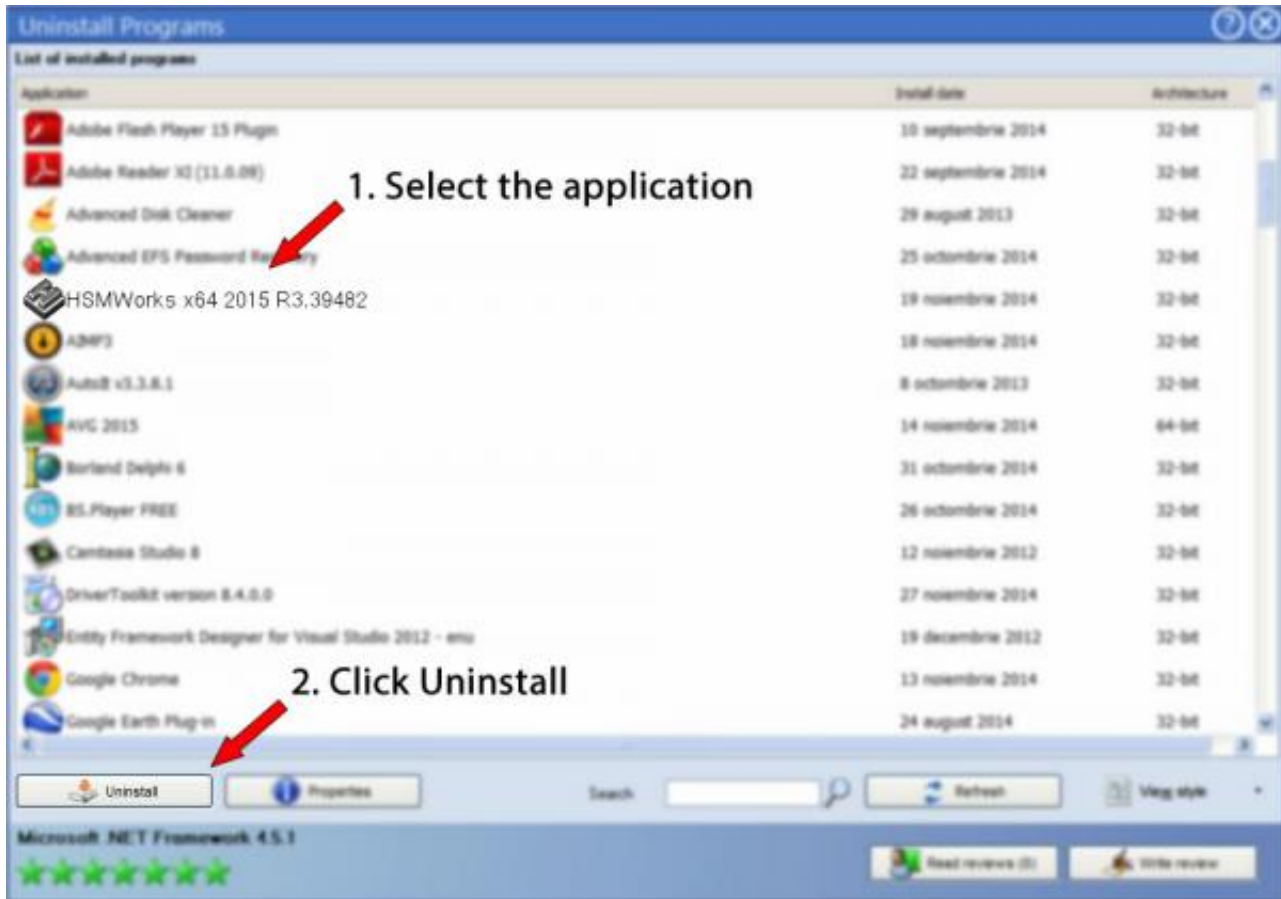 Uninstall Programs
List of installed programs
Application Install date Architecture
Adobe Flash Player 15 Plugin 10 septembrie 2014 32-bit
Adobe Reader XI (11.0.09) 22 septembrie 2014 32-bit
1. Select the application
Advanced Disk Cleaner 29 august 2013 32-bit
Advanced EFS Password 25 octombrie 2014 32-bit
HSMWorks x64 2015 R3.39482 19 noiembrie 2014 32-bit
AIMP3 18 noiembrie 2014 32-bit
AutoIt v3.3.8.1 8 octombrie 2013 32-bit
AVG 2015 14 noiembrie 2014 64-bit
Borland Delphi 6 31 octombrie 2014 32-bit
BS.Player FREE 26 octombrie 2014 32-bit
Camtasia Studio 8 12 noiembrie 2012 32-bit
DriverToolkit version 8.4.0.0 27 noiembrie 2014 32-bit
Entity Framework Designer for Visual Studio 2012 - enu 19 decembrie 2012 32-bit
Google Chrome 13 noiembrie 2014 32-bit
2. Click Uninstall
Google Earth Plug-in 24 august 2014 32-bit
Uninstall Properties Search Refresh View style
Microsoft .NET Framework 4.5.1
Read reviews (0) Write review